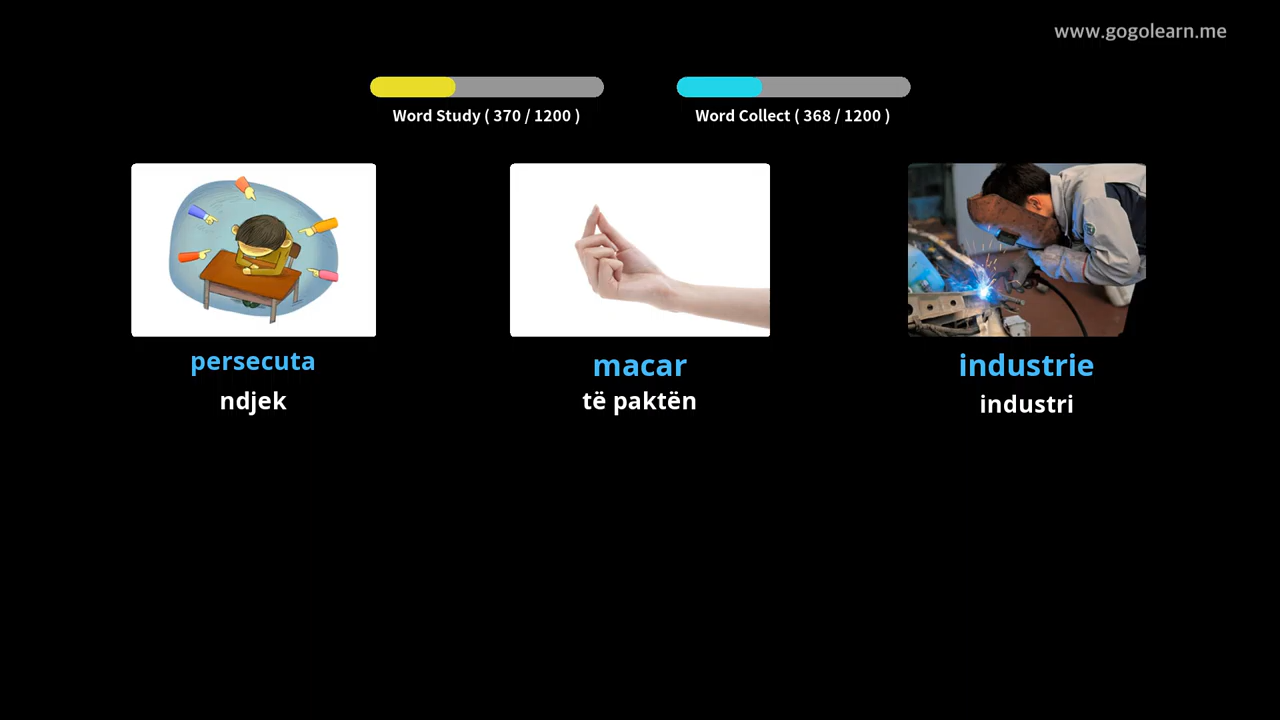 www.gogolearn.me
Word Study ( 370 / 1200 )
Word Collect ( 368 / 1200 )
persecuta
ndjek
macar
të paktën
industrie
industri